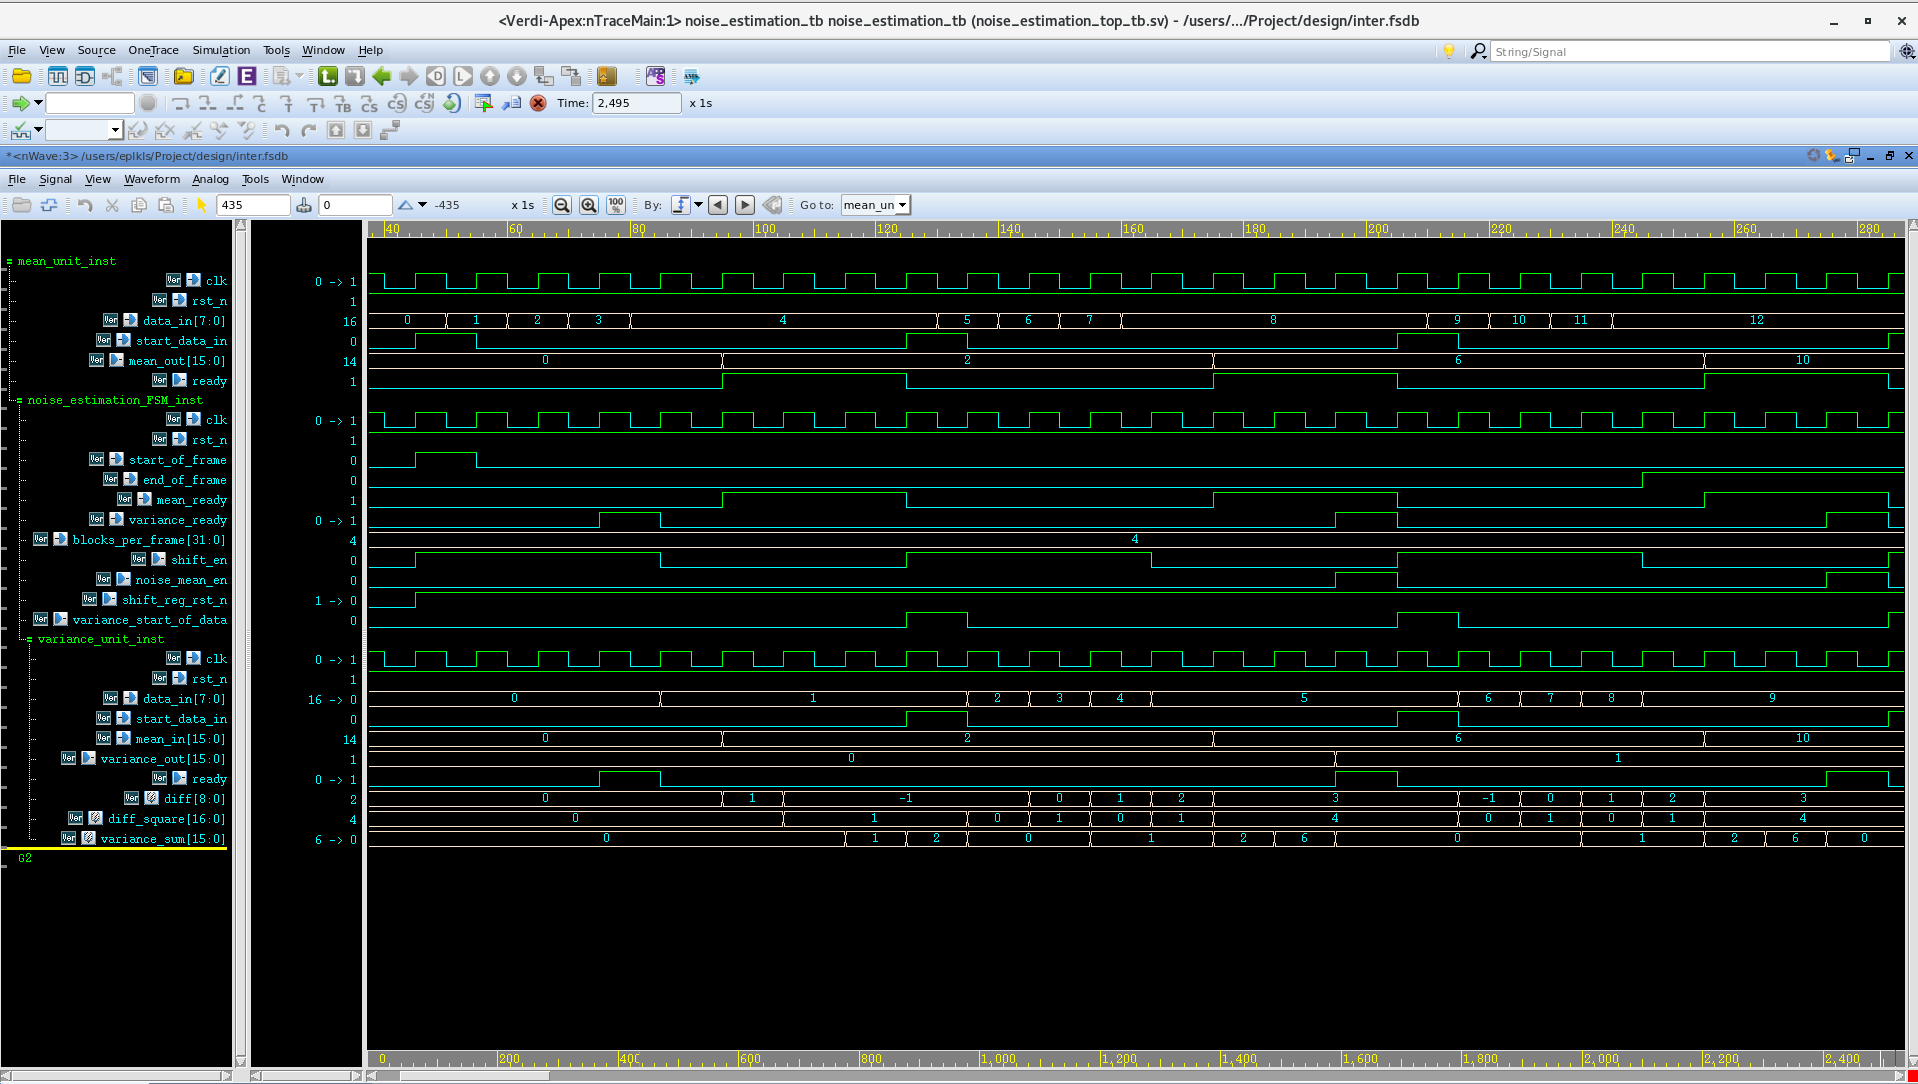 <Verdi-Apex:nTraceMain:1> noise_estimation_tb noise_estimation_tb (noise_estimation_top_tb.sv) - /users/.../Project/design/inter.fsdb
File View Source OneTrace Simulation Tools Window Help
String/Signal
Time: 2,495 x 1s
*<nWave:3> /users/eplkls/Project/design/inter.fsdb
File Signal View Waveform Analog Tools Window
435 0 -435 x 1s 100 % By: Go to: mean_un
40 60 80 100 120 140 160 180 200 220 240 260 280
mean_unit_inst
clk 0 -> 1
rst_n 1
data_in[7:0] 16 0 1 2 3 4 5 6 7 8 9 10 11 12
start_data_in 0
mean_out[15:0] 14 0 2 6 10
ready 1
noise_estimation_FSM_inst
clk 0 -> 1
rst_n 1
start_of_frame 0
end_of_frame 0
mean_ready 1
variance_ready 0 -> 1
blocks_per_frame[31:0] 4 4
shift_en 0
noise_mean_en 0
shift_reg_rst_n 1 -> 0
variance_start_of_data 0
variance_unit_inst
clk 0 -> 1
rst_n 1
data_in[7:0] 16 -> 0 0 1 2 3 4 5 6 7 8 9
start_data_in 0
mean_in[15:0] 14 0 2 6 10
variance_out[15:0] 1 0 1
ready 0 -> 1
diff[8:0] 2 0 1 -1 0 1 2 3 -1 0 1 2 3
diff_square[16:0] 4 0 1 0 1 0 1 4 0 1 0 1 4
variance_sum[15:0] 6 -> 0 0 1 2 0 1 2 6 0 1 2 6 0
G2
0 200 400 600 800 1,000 1,200 1,400 1,600 1,800 2,000 2,200 2,400